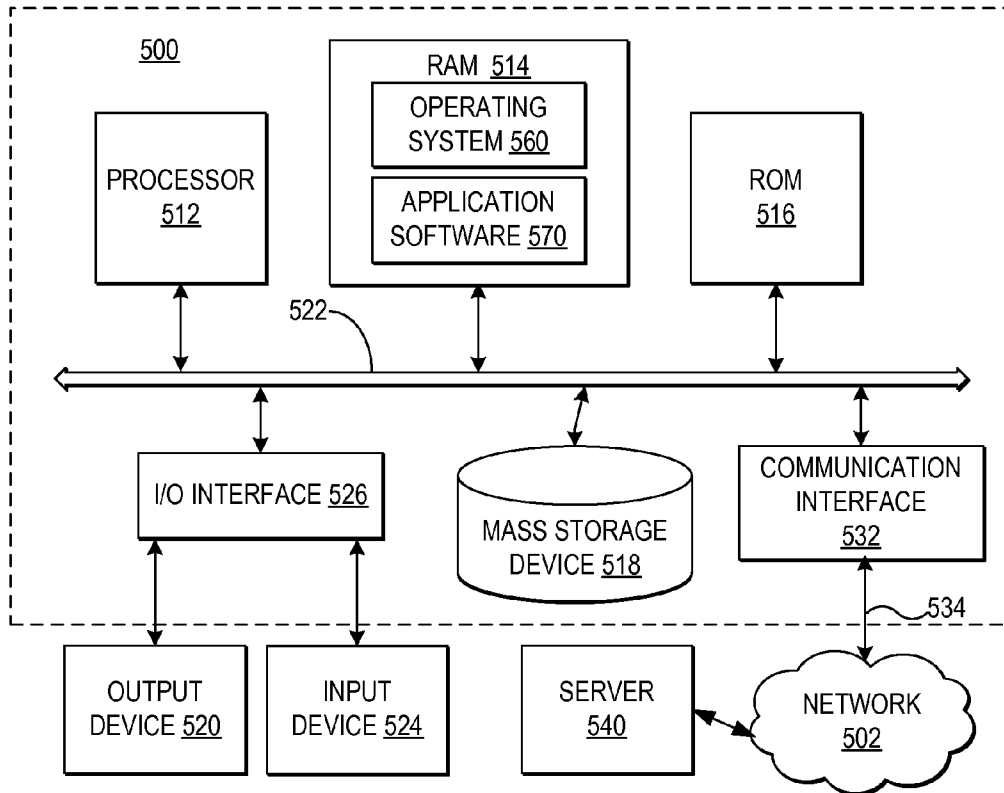 500
RAM 514
OPERATING
SYSTEM 560
APPLICATION
SOFTWARE 570
PROCESSOR
512
ROM
516
522
I/O INTERFACE 526
MASS STORAGE
DEVICE 518
COMMUNICATION
INTERFACE
532
534
OUTPUT
DEVICE 520
INPUT
DEVICE 524
SERVER
540
NETWORK
502